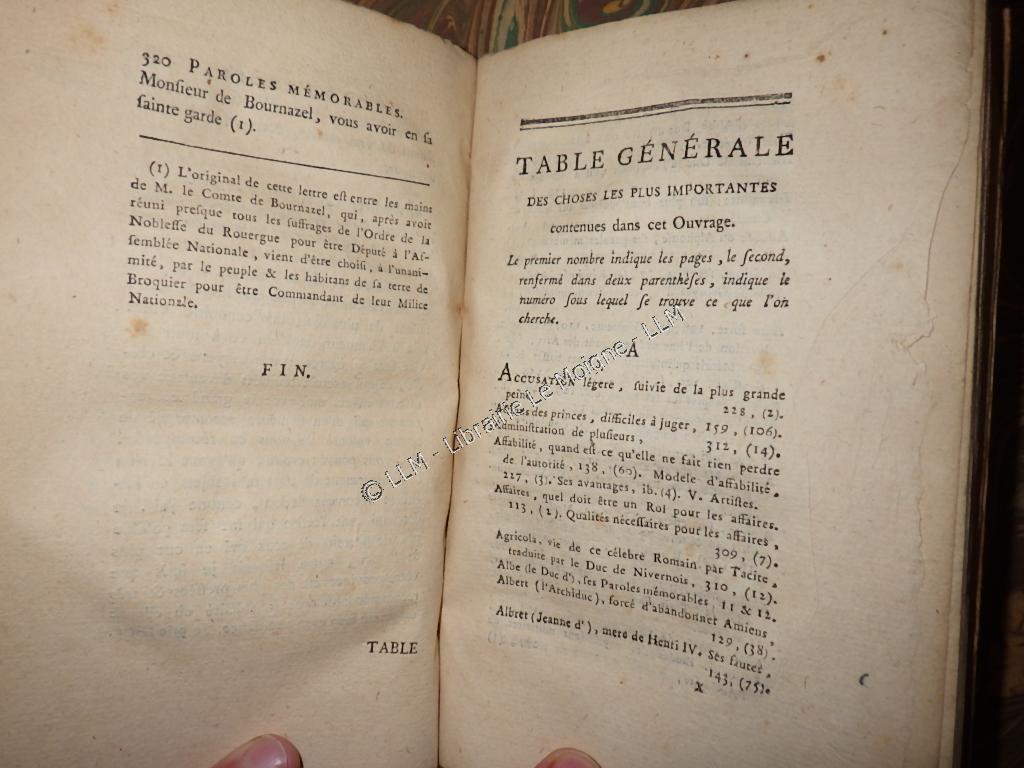 320 PAROLES MÉMORABLES.
Monſieur de Bournazel, vous avoir en ſa
ſainte garde (1).
(1) L'original de cette lettre eſt entre les mains
de M. le Comte de Bournazel, qui, après avoir
réuni preſque tous les ſuffrages de l'Ordre de la
Nobleſſe du Rouergue pour être Député à l'Aſ-
ſemblée Nationale, vient d'être choiſi, à l'unani-
mité, par le peuple & les habitans de ſa terre de
Broquier pour être Commandant de leur Milice
Nationale.
FIN.
TABLE
TABLE GÉNÉRALE
DES CHOSES LES PLUS IMPORTANTES
contenues dans cet Ouvrage.
Le premier nombre indique les pages, le ſecond,
renfermé dans deux parenthéſes, indique le
numéro ſous lequel ſe trouve ce que l'on
cherche.
A
ACCUSATION légere, ſuivie de la plus grande
peine, 228, (2).
Actions des princes, difficiles à juger, 159, (106).
Adminiſtration de pluſieurs, 312, (14).
Affabilité, quand eſt-ce qu'elle ne fait rien perdre
de l'autorité, 138, (60). Modele d'affabilité,
227, (3). Ses avantages, ib. (4). V. Artiſtes.
Affaires, quel doit être un Roi pour les affaires.
113, (2). Qualités néceſſaires pour les affaires,
309, (7).
Agricola, vie de ce célébre Romain par Tacite,
traduite par le Duc de Nivernois, 310, (12).
Albe (le Duc d'), ſes Paroles mémorables 11 & 12.
Albert (l'Archiduc), forcé d'abandonner Amiens,
129, (38).
Albret (Jeanne d'), mere de Henri IV. Ses fautes,
143, (75).
X
© LLM - Librairie Le Moigne - LLM